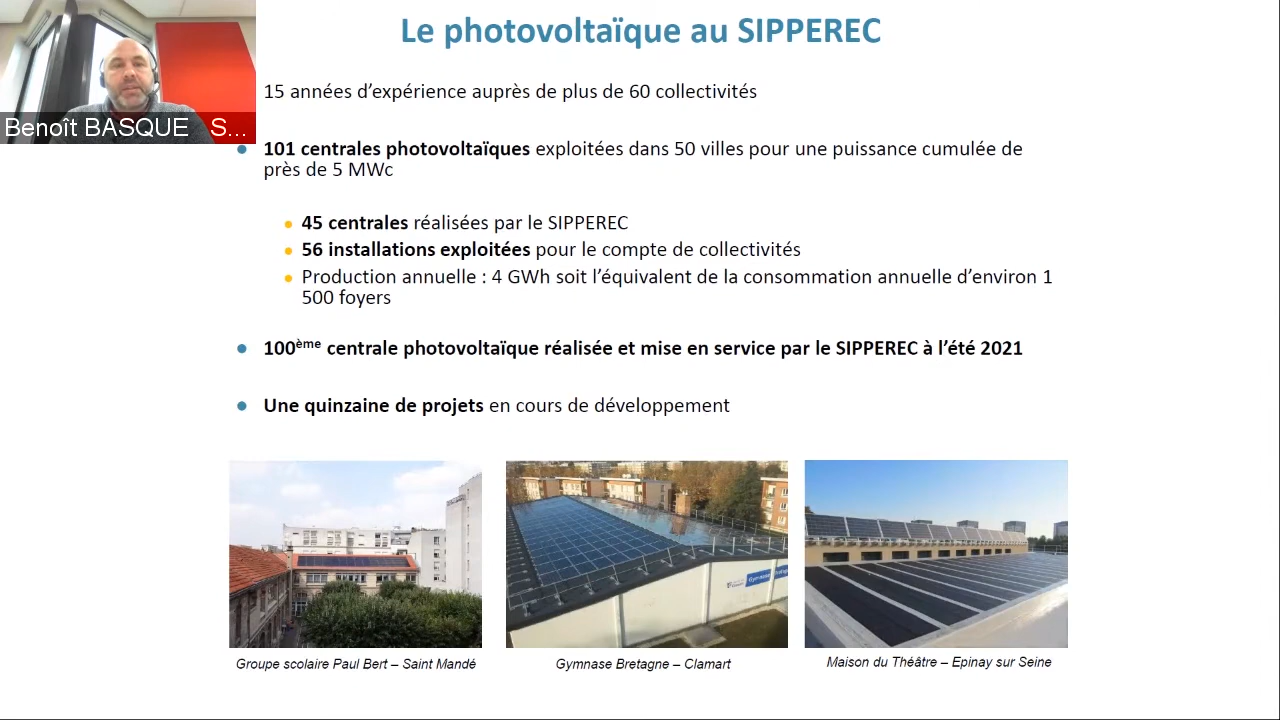 Le photovoltaïque au SIPPEREC
15 années d’expérience auprès de plus de 60 collectivités
Benoît BASQUE S...
101 centrales photovoltaïques exploitées dans 50 villes pour une puissance cumulée de
près de 5 MWc
45 centrales réalisées par le SIPPEREC
56 installations exploitées pour le compte de collectivités
Production annuelle : 4 GWh soit l’équivalent de la consommation annuelle d’environ 1
500 foyers
100ème centrale photovoltaïque réalisée et mise en service par le SIPPEREC à l’été 2021
Une quinzaine de projets en cours de développement
Gymnase
Groupe scolaire Paul Bert – Saint Mandé
Gymnase Bretagne – Clamart
Maison du Théâtre – Epinay sur Seine